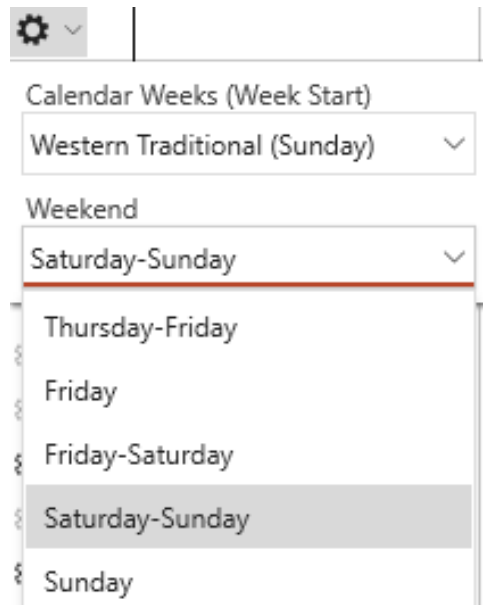 Calendar Weeks (Week Start)
Western Traditional (Sunday)
Weekend
Saturday-Sunday
Thursday-Friday
Friday
Friday-Saturday
Saturday-Sunday
Sunday